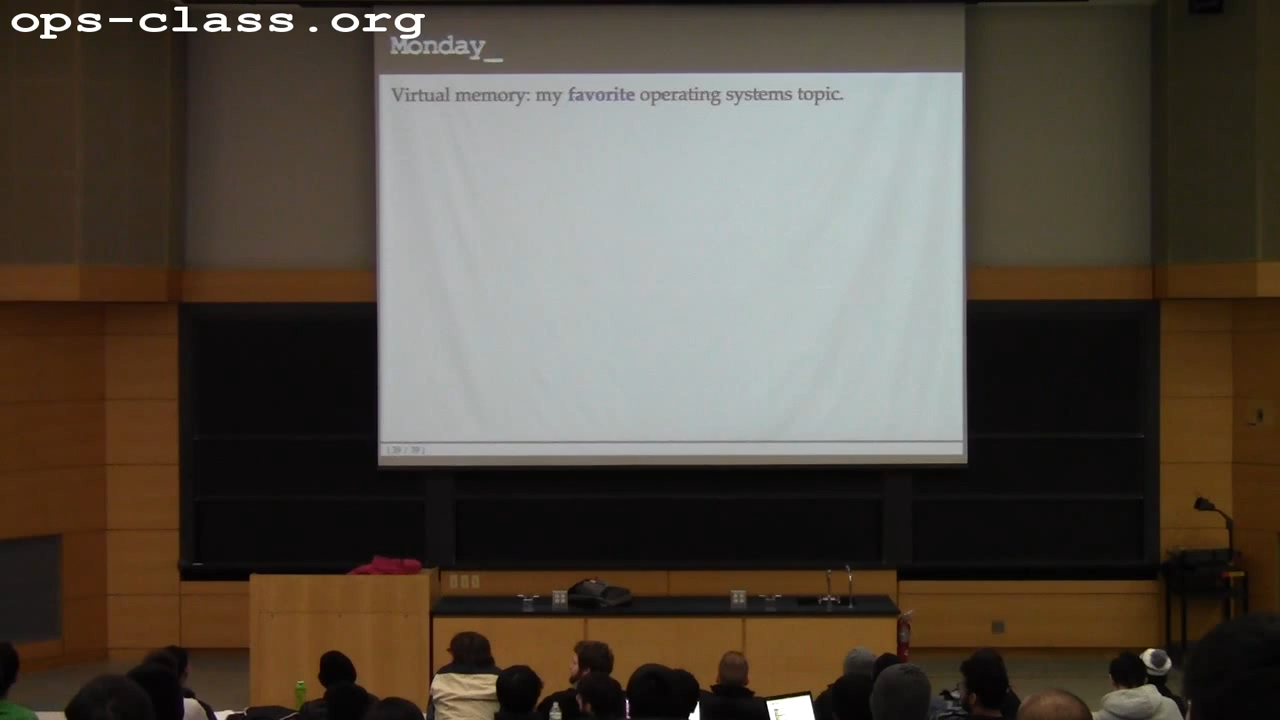 ops-class.org
Monday_
Virtual memory: my favorite operating systems topic.